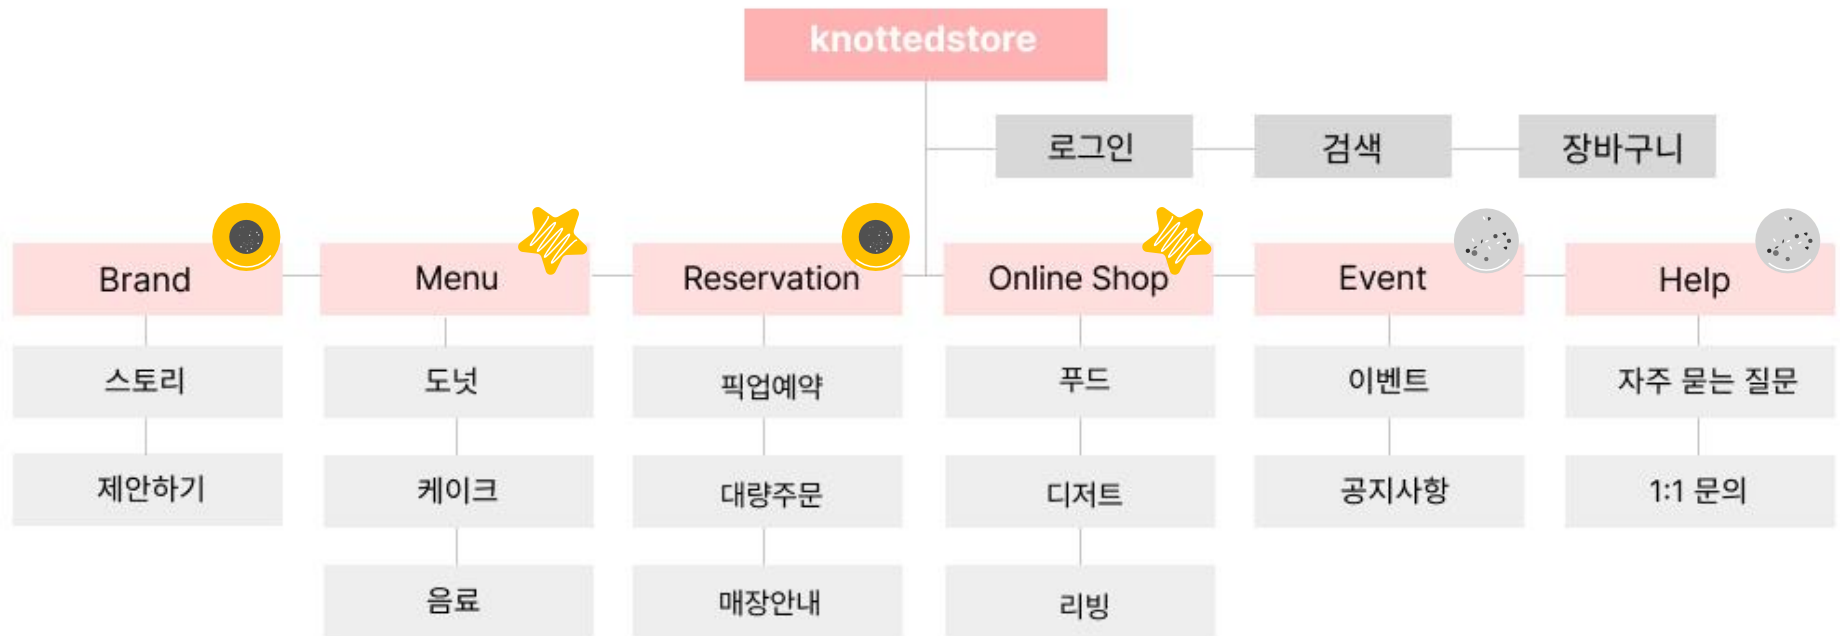 knottedstore
로그인
검색
장바구니
Brand
Menu
Reservation
Online Shop
Event
Help
스토리
도넛
픽업예약
푸드
이벤트
자주 묻는 질문
제안하기
케이크
대량주문
디저트
공지사항
1:1 문의
음료
매장안내
리빙